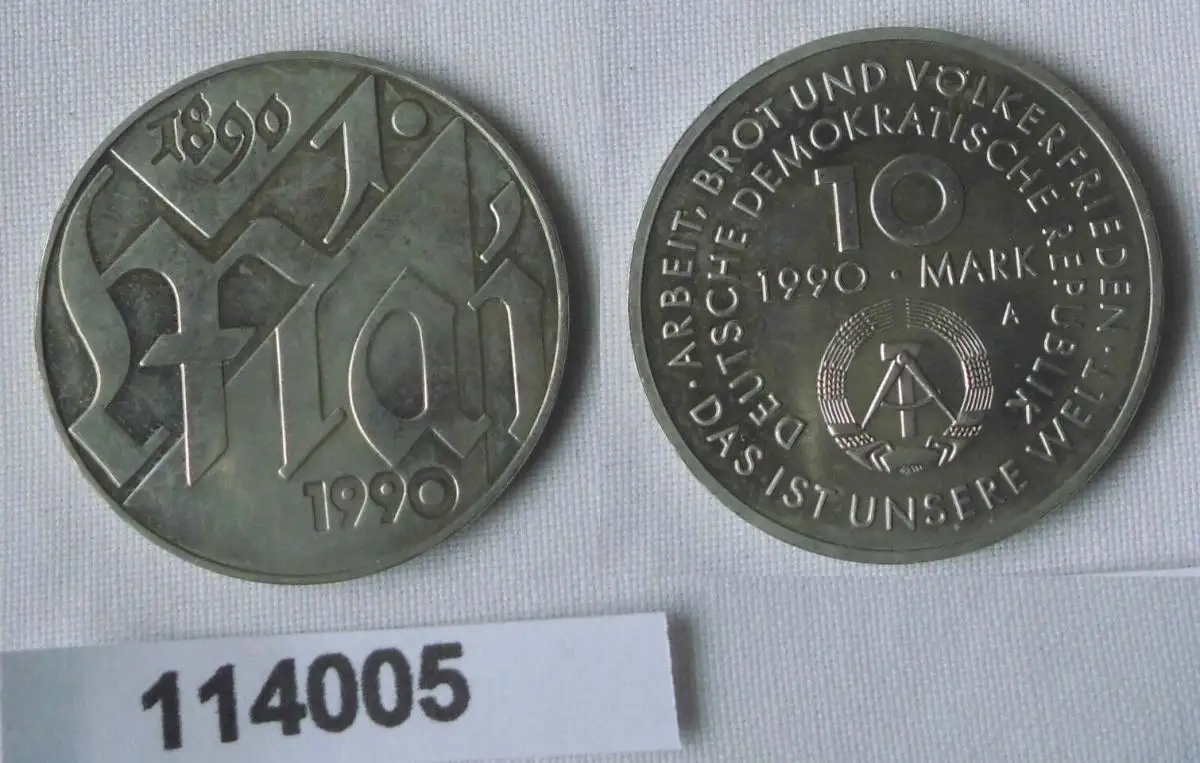 1890
1. Mai
1990
· ARBEIT, BROT UND VÖLKERFRIEDEN · DAS IST UNSERE WELT
DEUTSCHE DEMOKRATISCHE REPUBLIK
10
1990 · MARK
A
114005